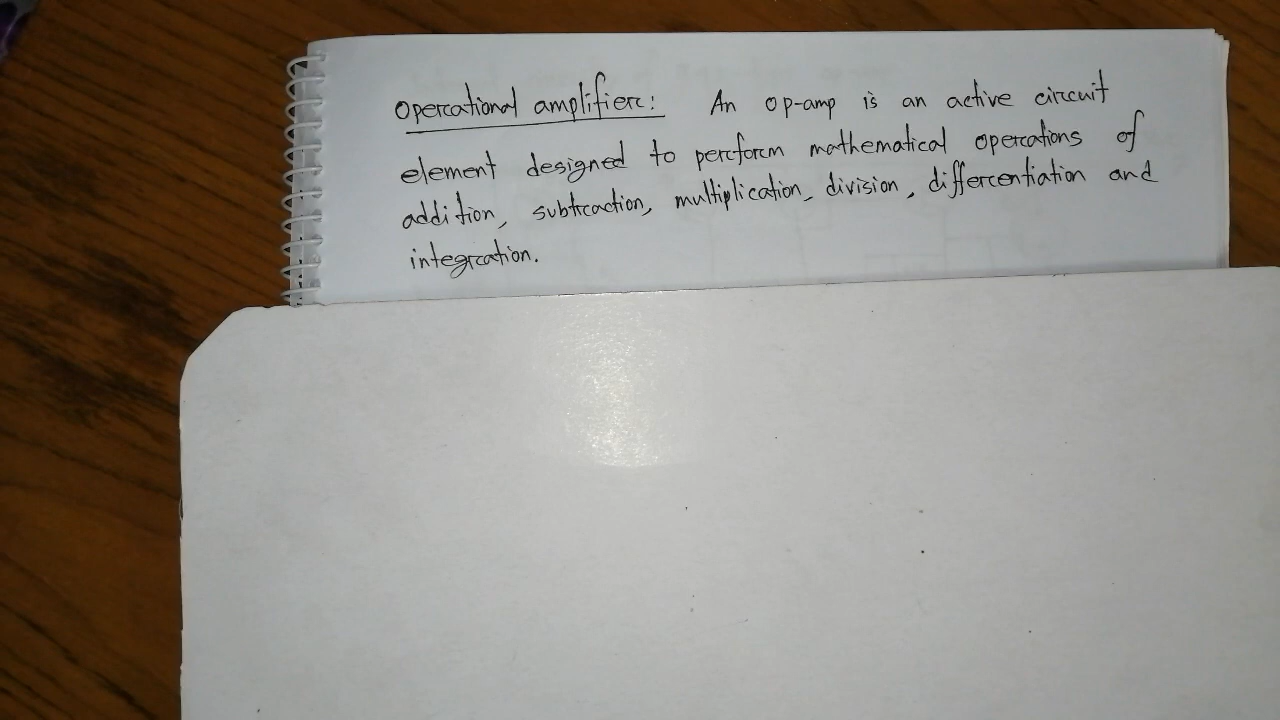 Operational amplifier: An op-amp is an active circuit
element designed to perform mathematical operations of
addition, subtraction, multiplication, division, differentiation and
integration.